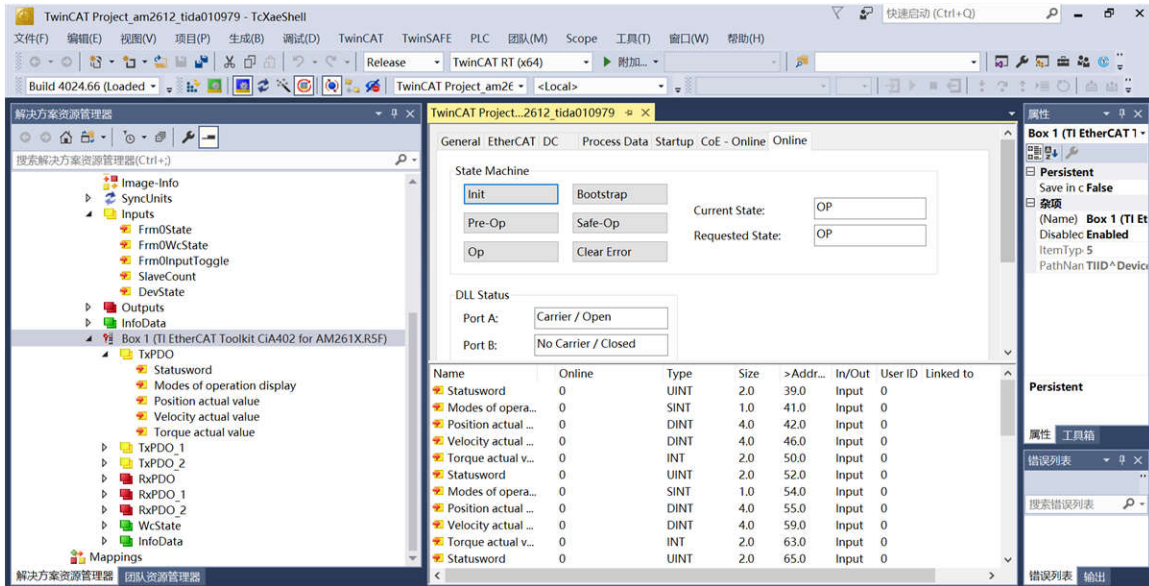 TwinCAT Project_am2612_tida010979 - TcXaeShell
快速启动 (Ctrl+Q)
文件(F) 编辑(E) 视图(V) 项目(P) 生成(B) 调试(D) TwinCAT TwinSAFE PLC 团队(M) Scope 工具(T) 窗口(W) 帮助(H)
Release TwinCAT RT (x64) 附加...
Build 4024.66 (Loaded TwinCAT Project_am26 <Local>
解决方案资源管理器
搜索解决方案资源管理器(Ctrl+;)
Image-Info
SyncUnits
Inputs
Frm0State
Frm0WcState
Frm0InputToggle
SlaveCount
DevState
Outputs
InfoData
Box 1 (TI EtherCAT Toolkit CiA402 for AM261X.R5F)
TxPDO
Statusword
Modes of operation display
Position actual value
Velocity actual value
Torque actual value
TxPDO_1
TxPDO_2
RxPDO
RxPDO_1
RxPDO_2
WcState
InfoData
Mappings
解决方案资源管理器 团队资源管理器
TwinCAT Project...2612_tida010979
General EtherCAT DC Process Data Startup CoE - Online Online
State Machine
Init Bootstrap
Pre-Op Safe-Op
Op Clear Error
Current State: OP
Requested State: OP
DLL Status
Port A: Carrier / Open
Port B: No Carrier / Closed
Name Online Type Size >Addr... In/Out User ID Linked to
Statusword 0 UINT 2.0 39.0 Input 0
Modes of opera... 0 SINT 1.0 41.0 Input 0
Position actual ... 0 DINT 4.0 42.0 Input 0
Velocity actual ... 0 DINT 4.0 46.0 Input 0
Torque actual v... 0 INT 2.0 50.0 Input 0
Statusword 0 UINT 2.0 52.0 Input 0
Modes of opera... 0 SINT 1.0 54.0 Input 0
Position actual ... 0 DINT 4.0 55.0 Input 0
Velocity actual ... 0 DINT 4.0 59.0 Input 0
Torque actual v... 0 INT 2.0 63.0 Input 0
Statusword 0 UINT 2.0 65.0 Input 0
属性
Box 1 (TI EtherCAT T
Persistent
Save in c False
杂项
(Name) Box 1 (TI Et
Disabled Enabled
ItemTyp 5
PathNan TIID^Device
Persistent
属性 工具箱
错误列表
搜索错误列表
错误列表 输出